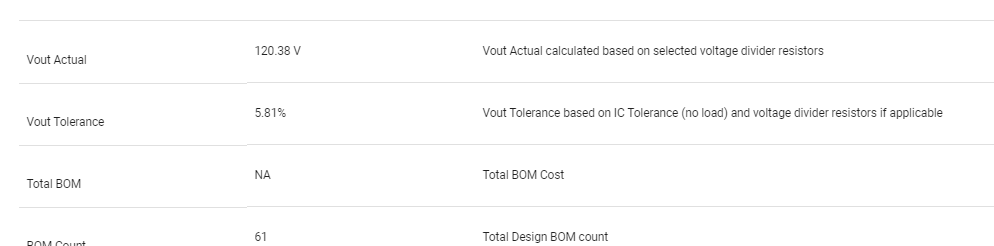 Vout Actual 120.38 V Vout Actual calculated based on selected voltage divider resistors
Vout Tolerance 5.81% Vout Tolerance based on IC Tolerance (no load) and voltage divider resistors if applicable
Total BOM NA Total BOM Cost
BOM Count 61 Total Design BOM count